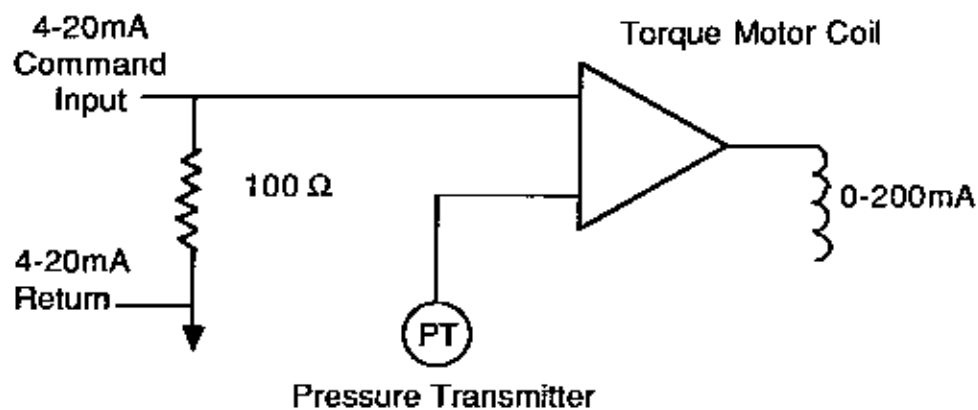 4-20mA
Command
Input
Torque Motor Coil
100 Ω
0-200mA
4-20mA
Return
PT
Pressure Transmitter